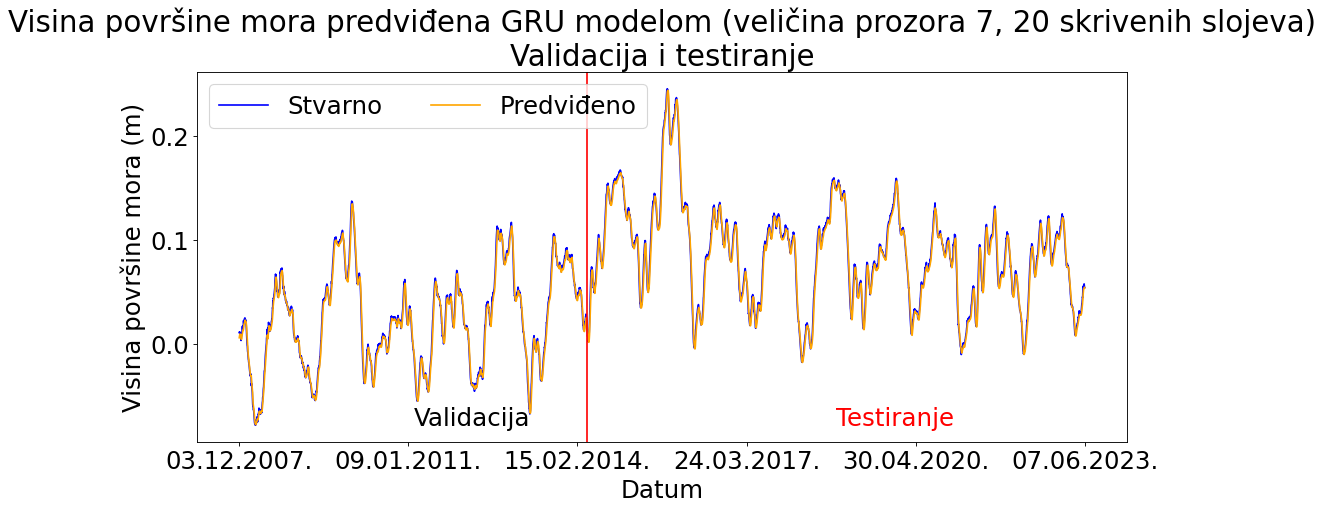 Visina površine mora predviđena GRU modelom (veličina prozora 7, 20 skrivenih slojeva)
Validacija i testiranje
Stvarno
Predviđeno
Visina površine mora (m)
0.2
0.1
0.0
Validacija
Testiranje
03.12.2007.
09.01.2011.
15.02.2014.
24.03.2017.
30.04.2020.
07.06.2023.
Datum